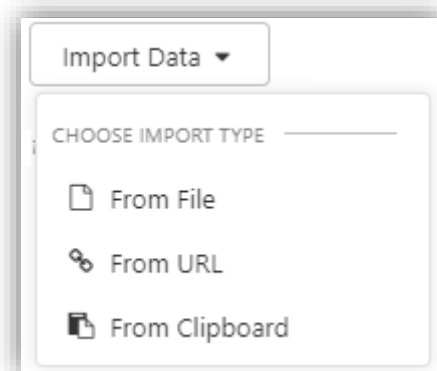 Import Data
CHOOSE IMPORT TYPE
From File
From URL
From Clipboard